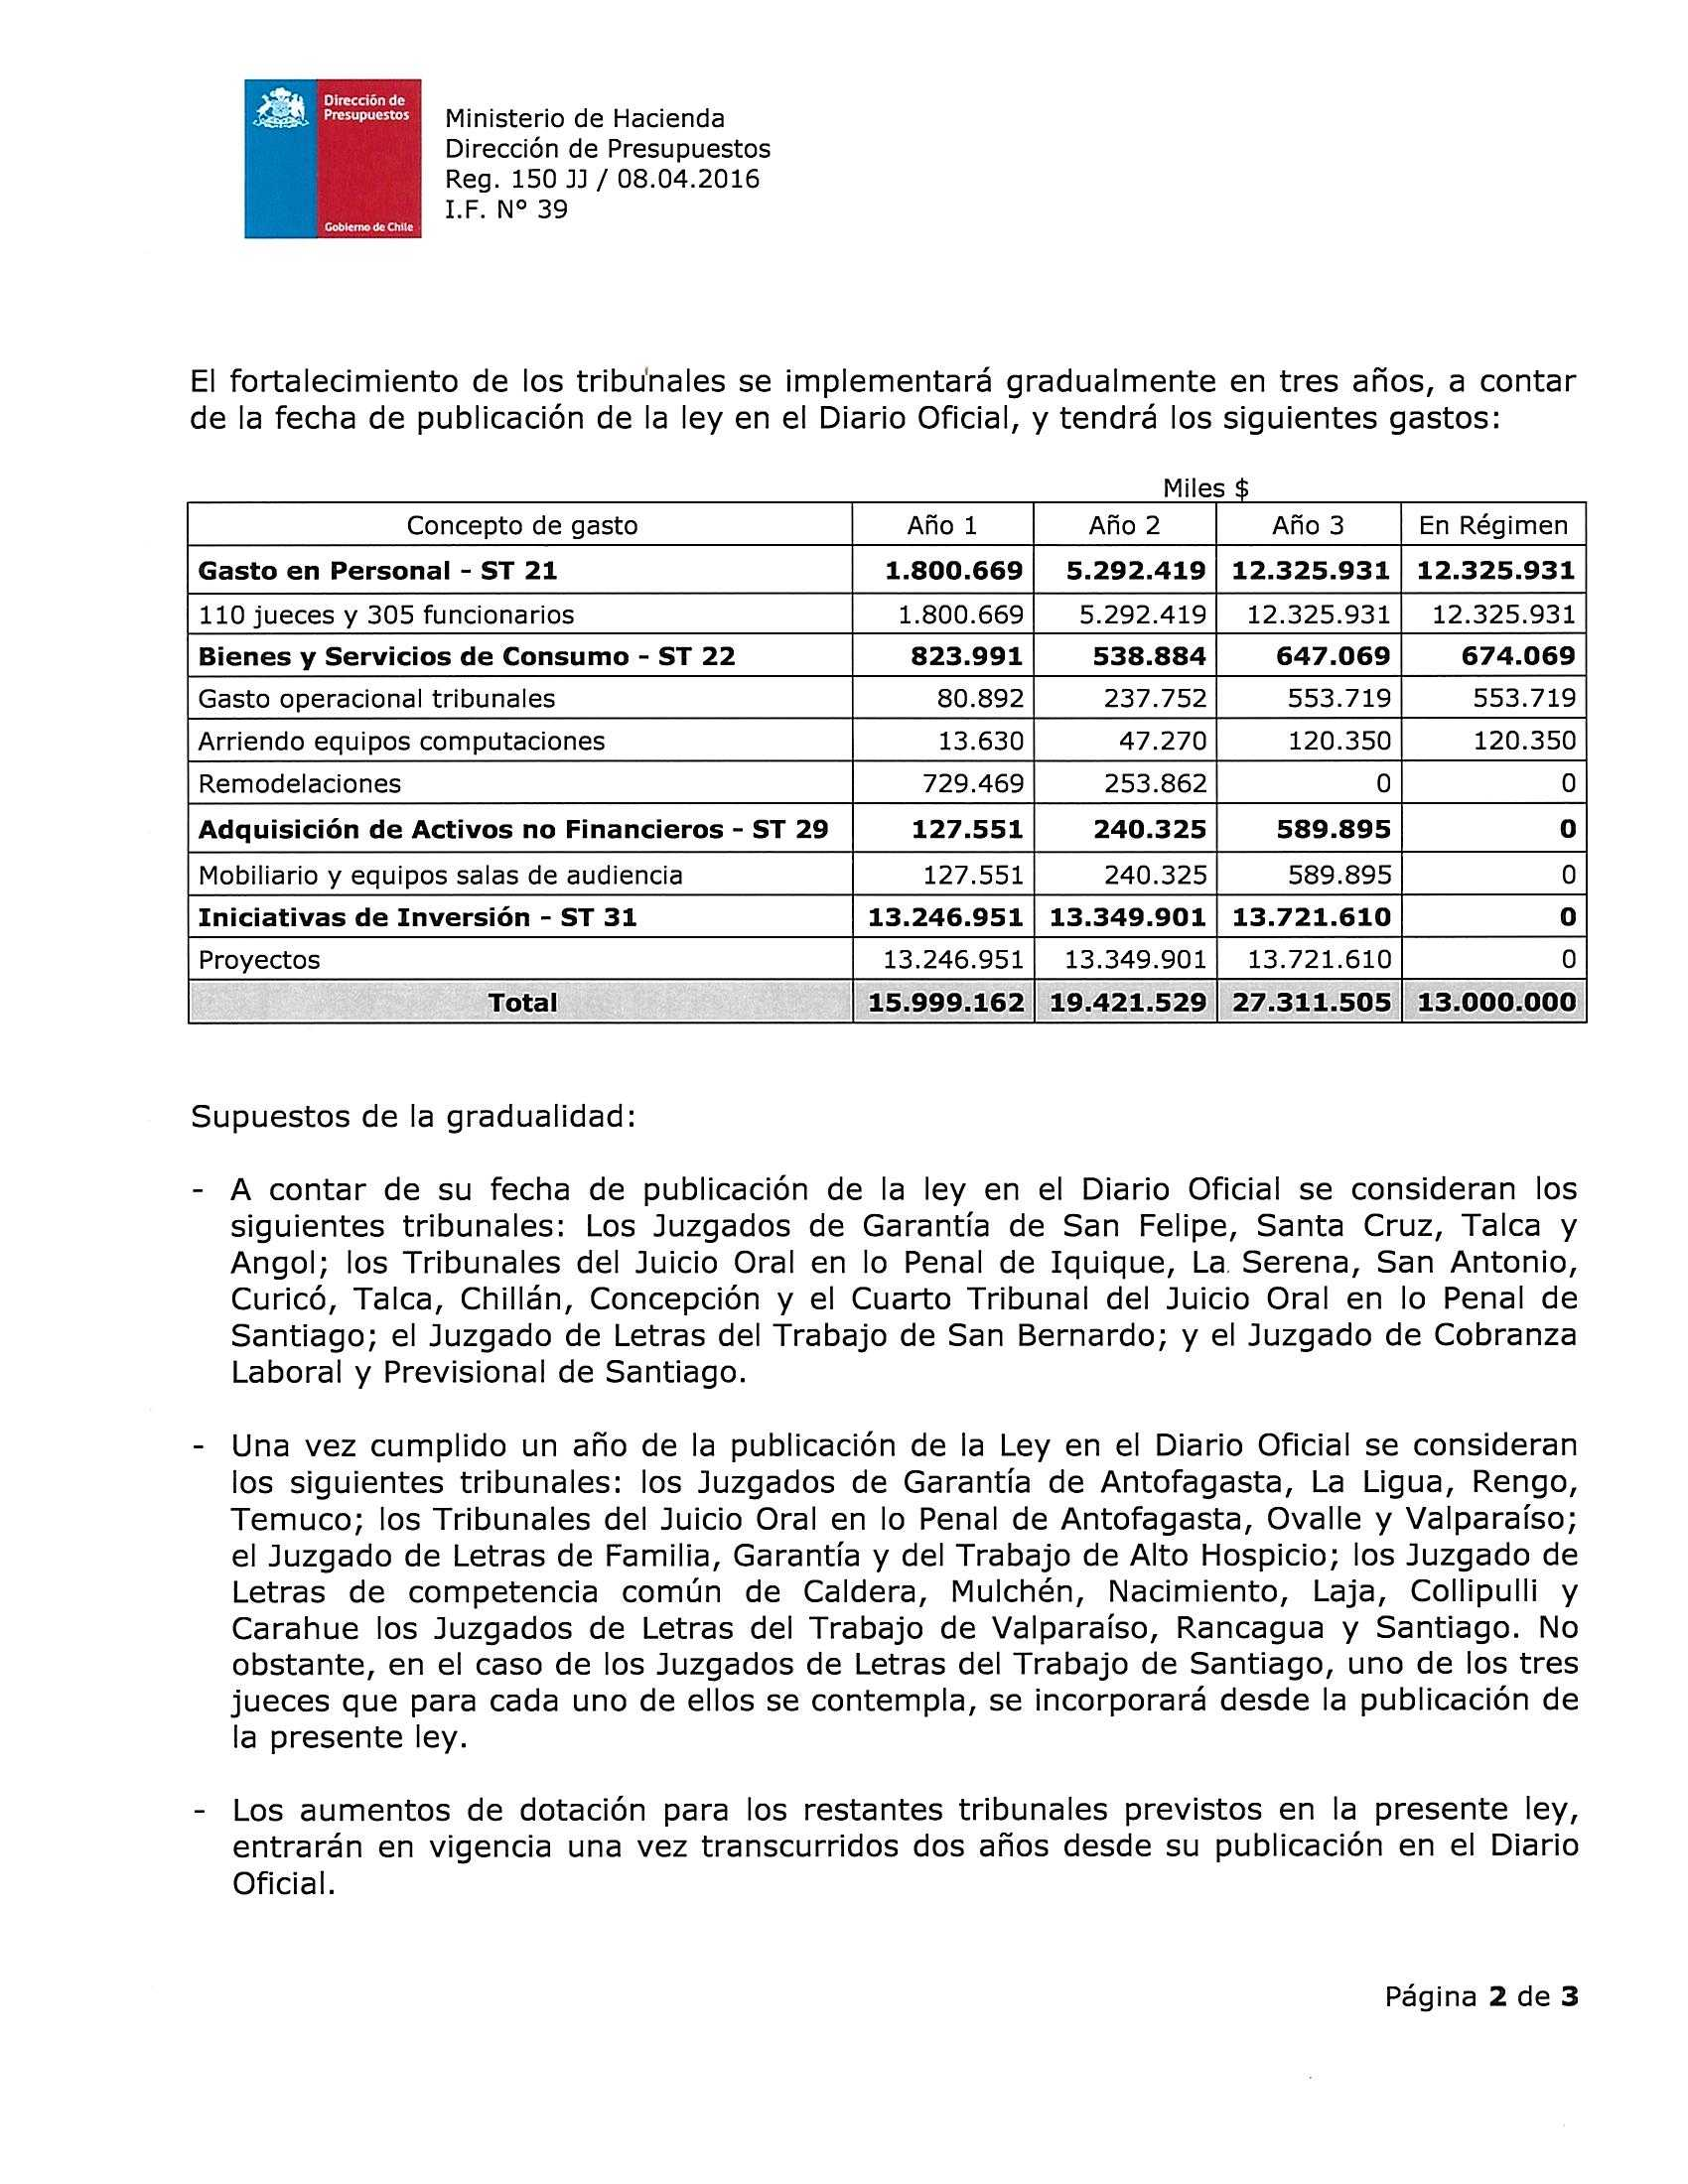 Dirección de
Presupuestos
Gobierno de Chile
Ministerio de Hacienda
Dirección de Presupuestos
Reg. 150 JJ / 08.04.2016
I.F. Nº 39
El fortalecimiento de los tribunales se implementará gradualmente en tres años, a contar
de la fecha de publicación de la ley en el Diario Oficial, y tendrá los siguientes gastos:
Miles $
Concepto de gasto Año 1 Año 2 Año 3 En Régimen
Gasto en Personal - ST 21 1.800.669 5.292.419 12.325.931 12.325.931
110 jueces y 305 funcionarios 1.800.669 5.292.419 12.325.931 12.325.931
Bienes y Servicios de Consumo - ST 22 823.991 538.884 647.069 674.069
Gasto operacional tribunales 80.892 237.752 553.719 553.719
Arriendo equipos computaciones 13.630 47.270 120.350 120.350
Remodelaciones 729.469 253.862 0 0
Adquisición de Activos no Financieros - ST 29 127.551 240.325 589.895 0
Mobiliario y equipos salas de audiencia 127.551 240.325 589.895 0
Iniciativas de Inversión - ST 31 13.246.951 13.349.901 13.721.610 0
Proyectos 13.246.951 13.349.901 13.721.610 0
Total 15.999.162 19.421.529 27.311.505 13.000.000
Supuestos de la gradualidad:
- A contar de su fecha de publicación de la ley en el Diario Oficial se consideran los
siguientes tribunales: Los Juzgados de Garantía de San Felipe, Santa Cruz, Talca y
Angol; los Tribunales del Juicio Oral en lo Penal de Iquique, La Serena, San Antonio,
Curicó, Talca, Chillán, Concepción y el Cuarto Tribunal del Juicio Oral en lo Penal de
Santiago; el Juzgado de Letras del Trabajo de San Bernardo; y el Juzgado de Cobranza
Laboral y Previsional de Santiago.
- Una vez cumplido un año de la publicación de la Ley en el Diario Oficial se consideran
los siguientes tribunales: los Juzgados de Garantía de Antofagasta, La Ligua, Rengo,
Temuco; los Tribunales del Juicio Oral en lo Penal de Antofagasta, Ovalle y Valparaíso;
el Juzgado de Letras de Familia, Garantía y del Trabajo de Alto Hospicio; los Juzgado de
Letras de competencia común de Caldera, Mulchén, Nacimiento, Laja, Collipulli y
Carahue los Juzgados de Letras del Trabajo de Valparaíso, Rancagua y Santiago. No
obstante, en el caso de los Juzgados de Letras del Trabajo de Santiago, uno de los tres
jueces que para cada uno de ellos se contempla, se incorporará desde la publicación de
la presente ley.
- Los aumentos de dotación para los restantes tribunales previstos en la presente ley,
entrarán en vigencia una vez transcurridos dos años desde su publicación en el Diario
Oficial.
Página 2 de 3